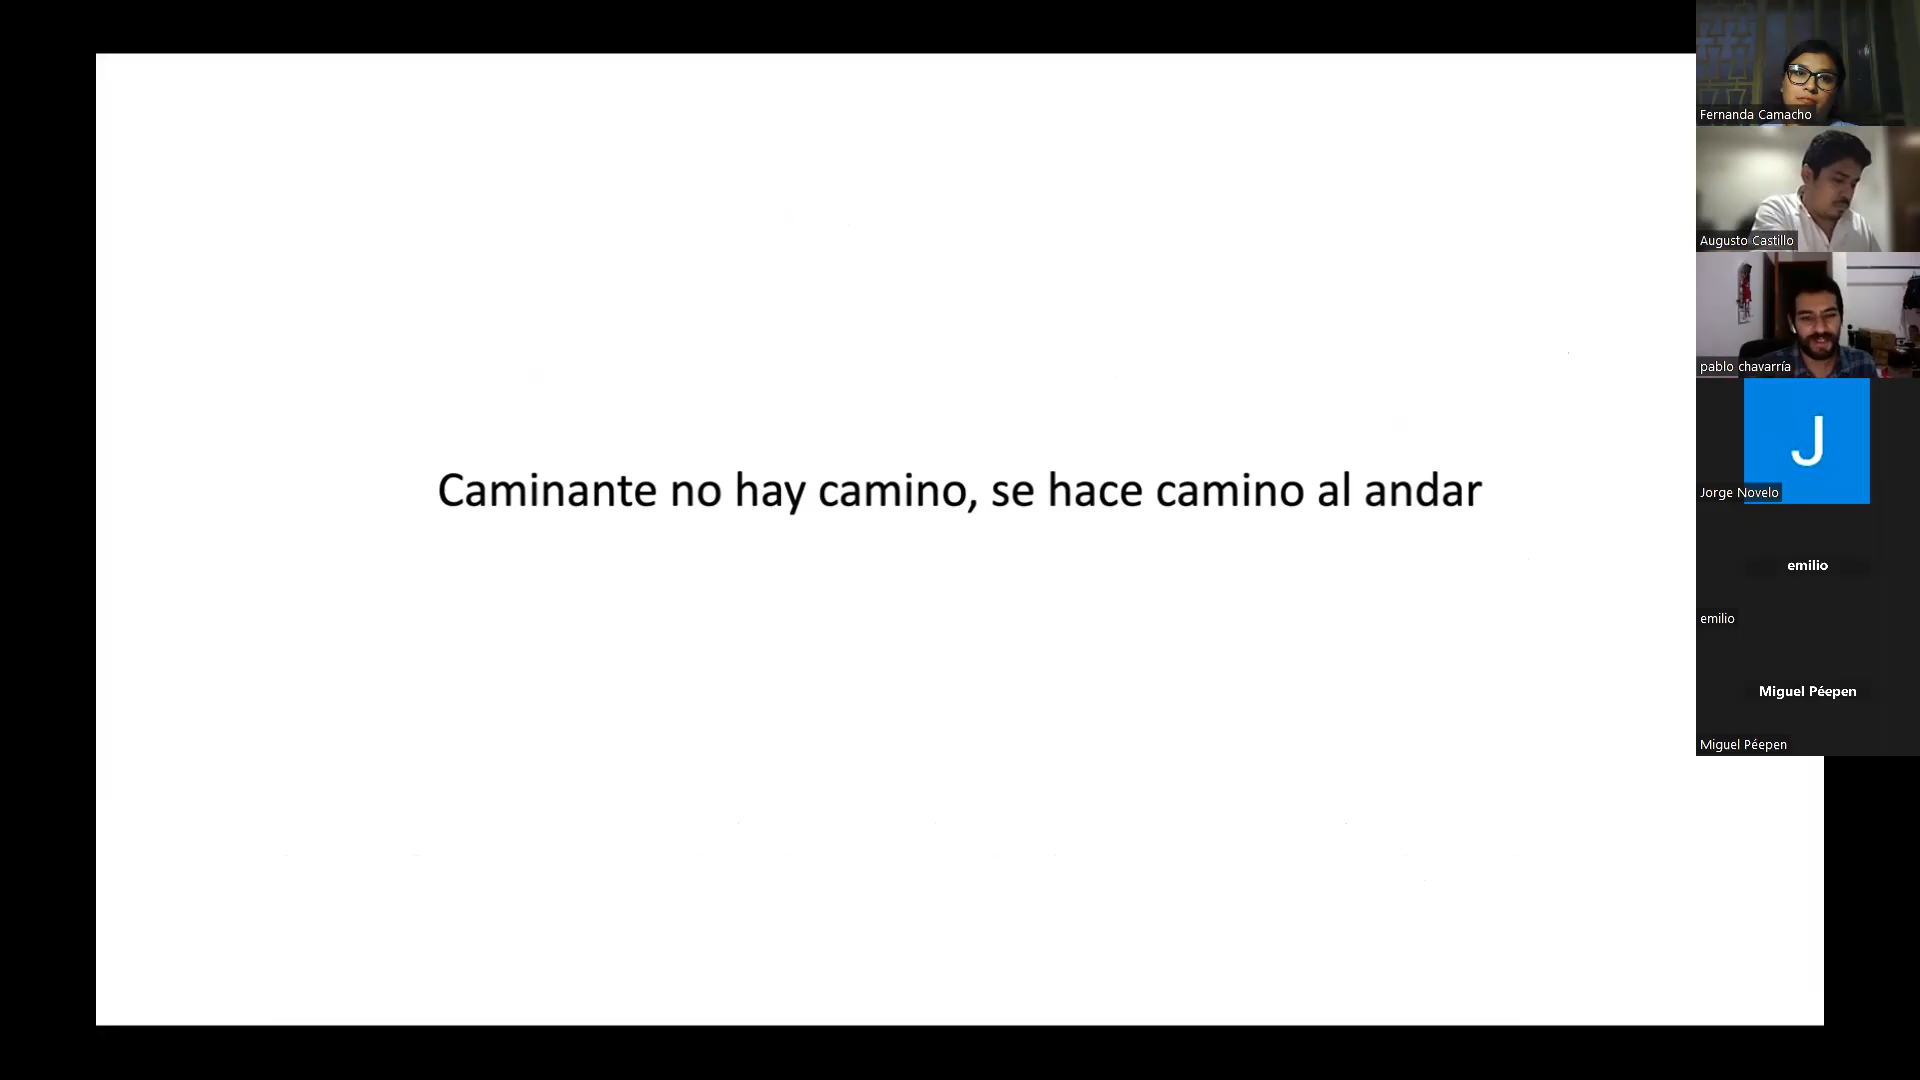 Caminante no hay camino, se hace camino al andar
Fernanda Camacho
Augusto Castillo
pablo chavarría
J
Jorge Novelo
emilio
emilio
Miguel Péepen
Miguel Péepen